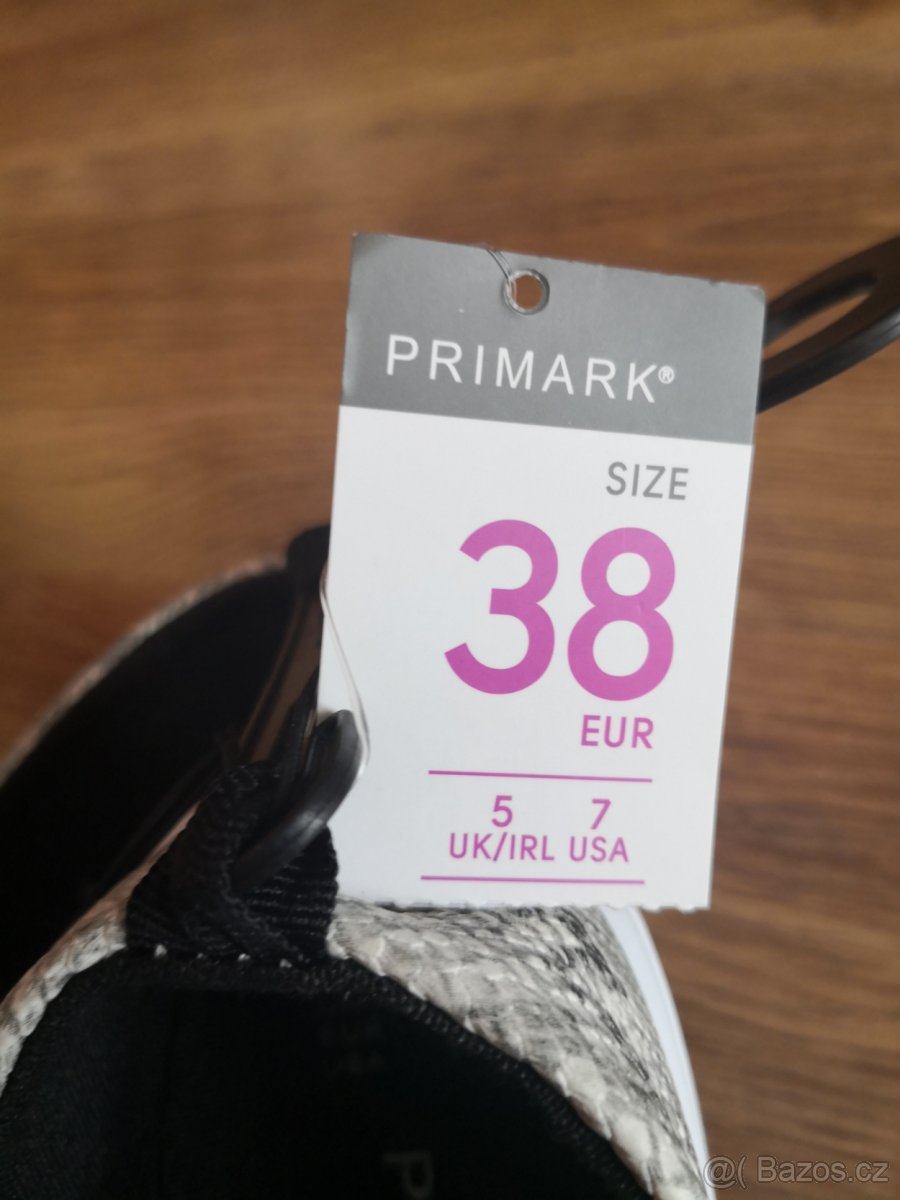 PRIMARK®
SIZE
38
EUR
5 7
UK/IRL USA
P
@( Bazos.cz